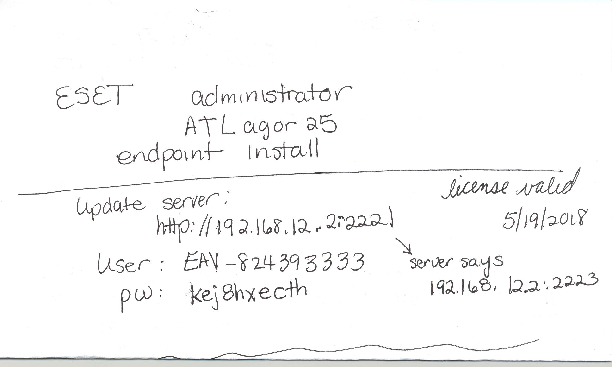 ESET administrator
ATLagor25
endpoint install
Update server:
http://192.168.12.2:2221
User: EAV-824393333
pw: kej8hxecth
license valid
5/19/2018
server says
192.168.12.2:2223